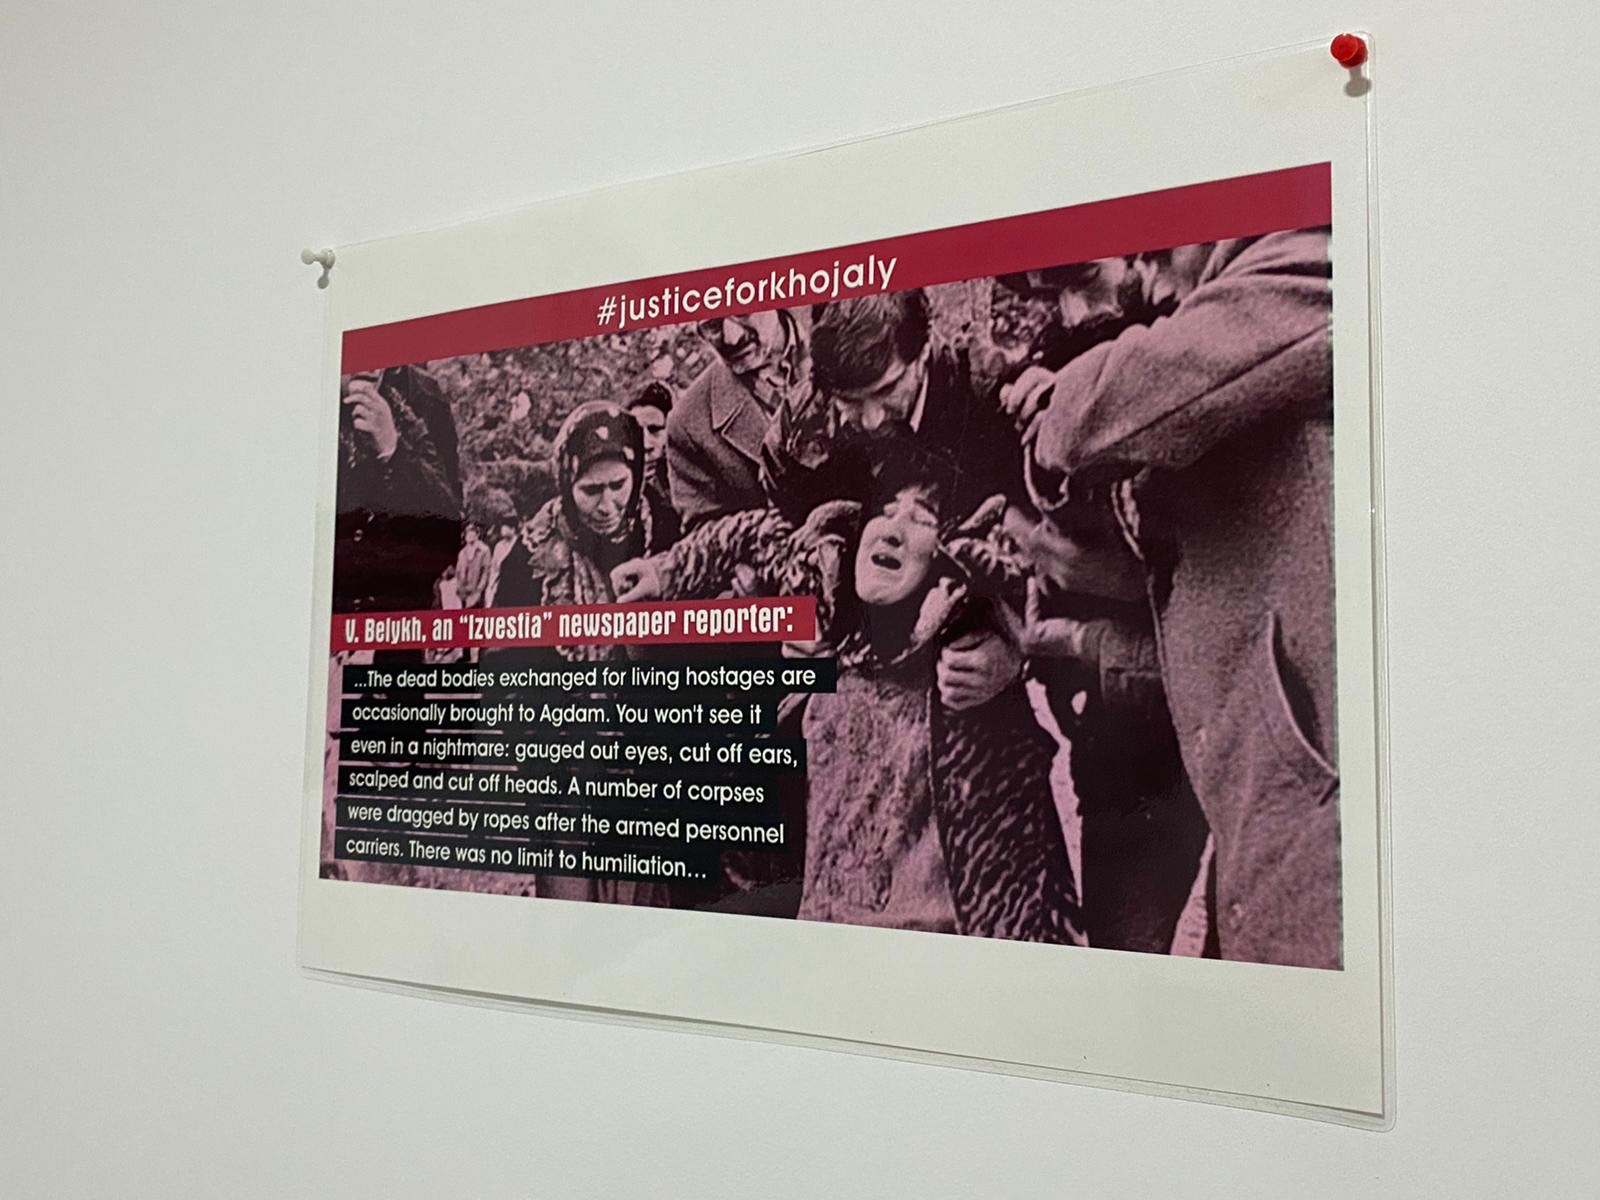 #justiceforkhojaly
V. Belykh, an "Izvestia" newspaper reporter:
...The dead bodies exchanged for living hostages are
occasionally brought to Agdam. You won't see it
even in a nightmare: gauged out eyes, cut off ears,
scalped and cut off heads. A number of corpses
were dragged by ropes after the armed personnel
carriers. There was no limit to humiliation...